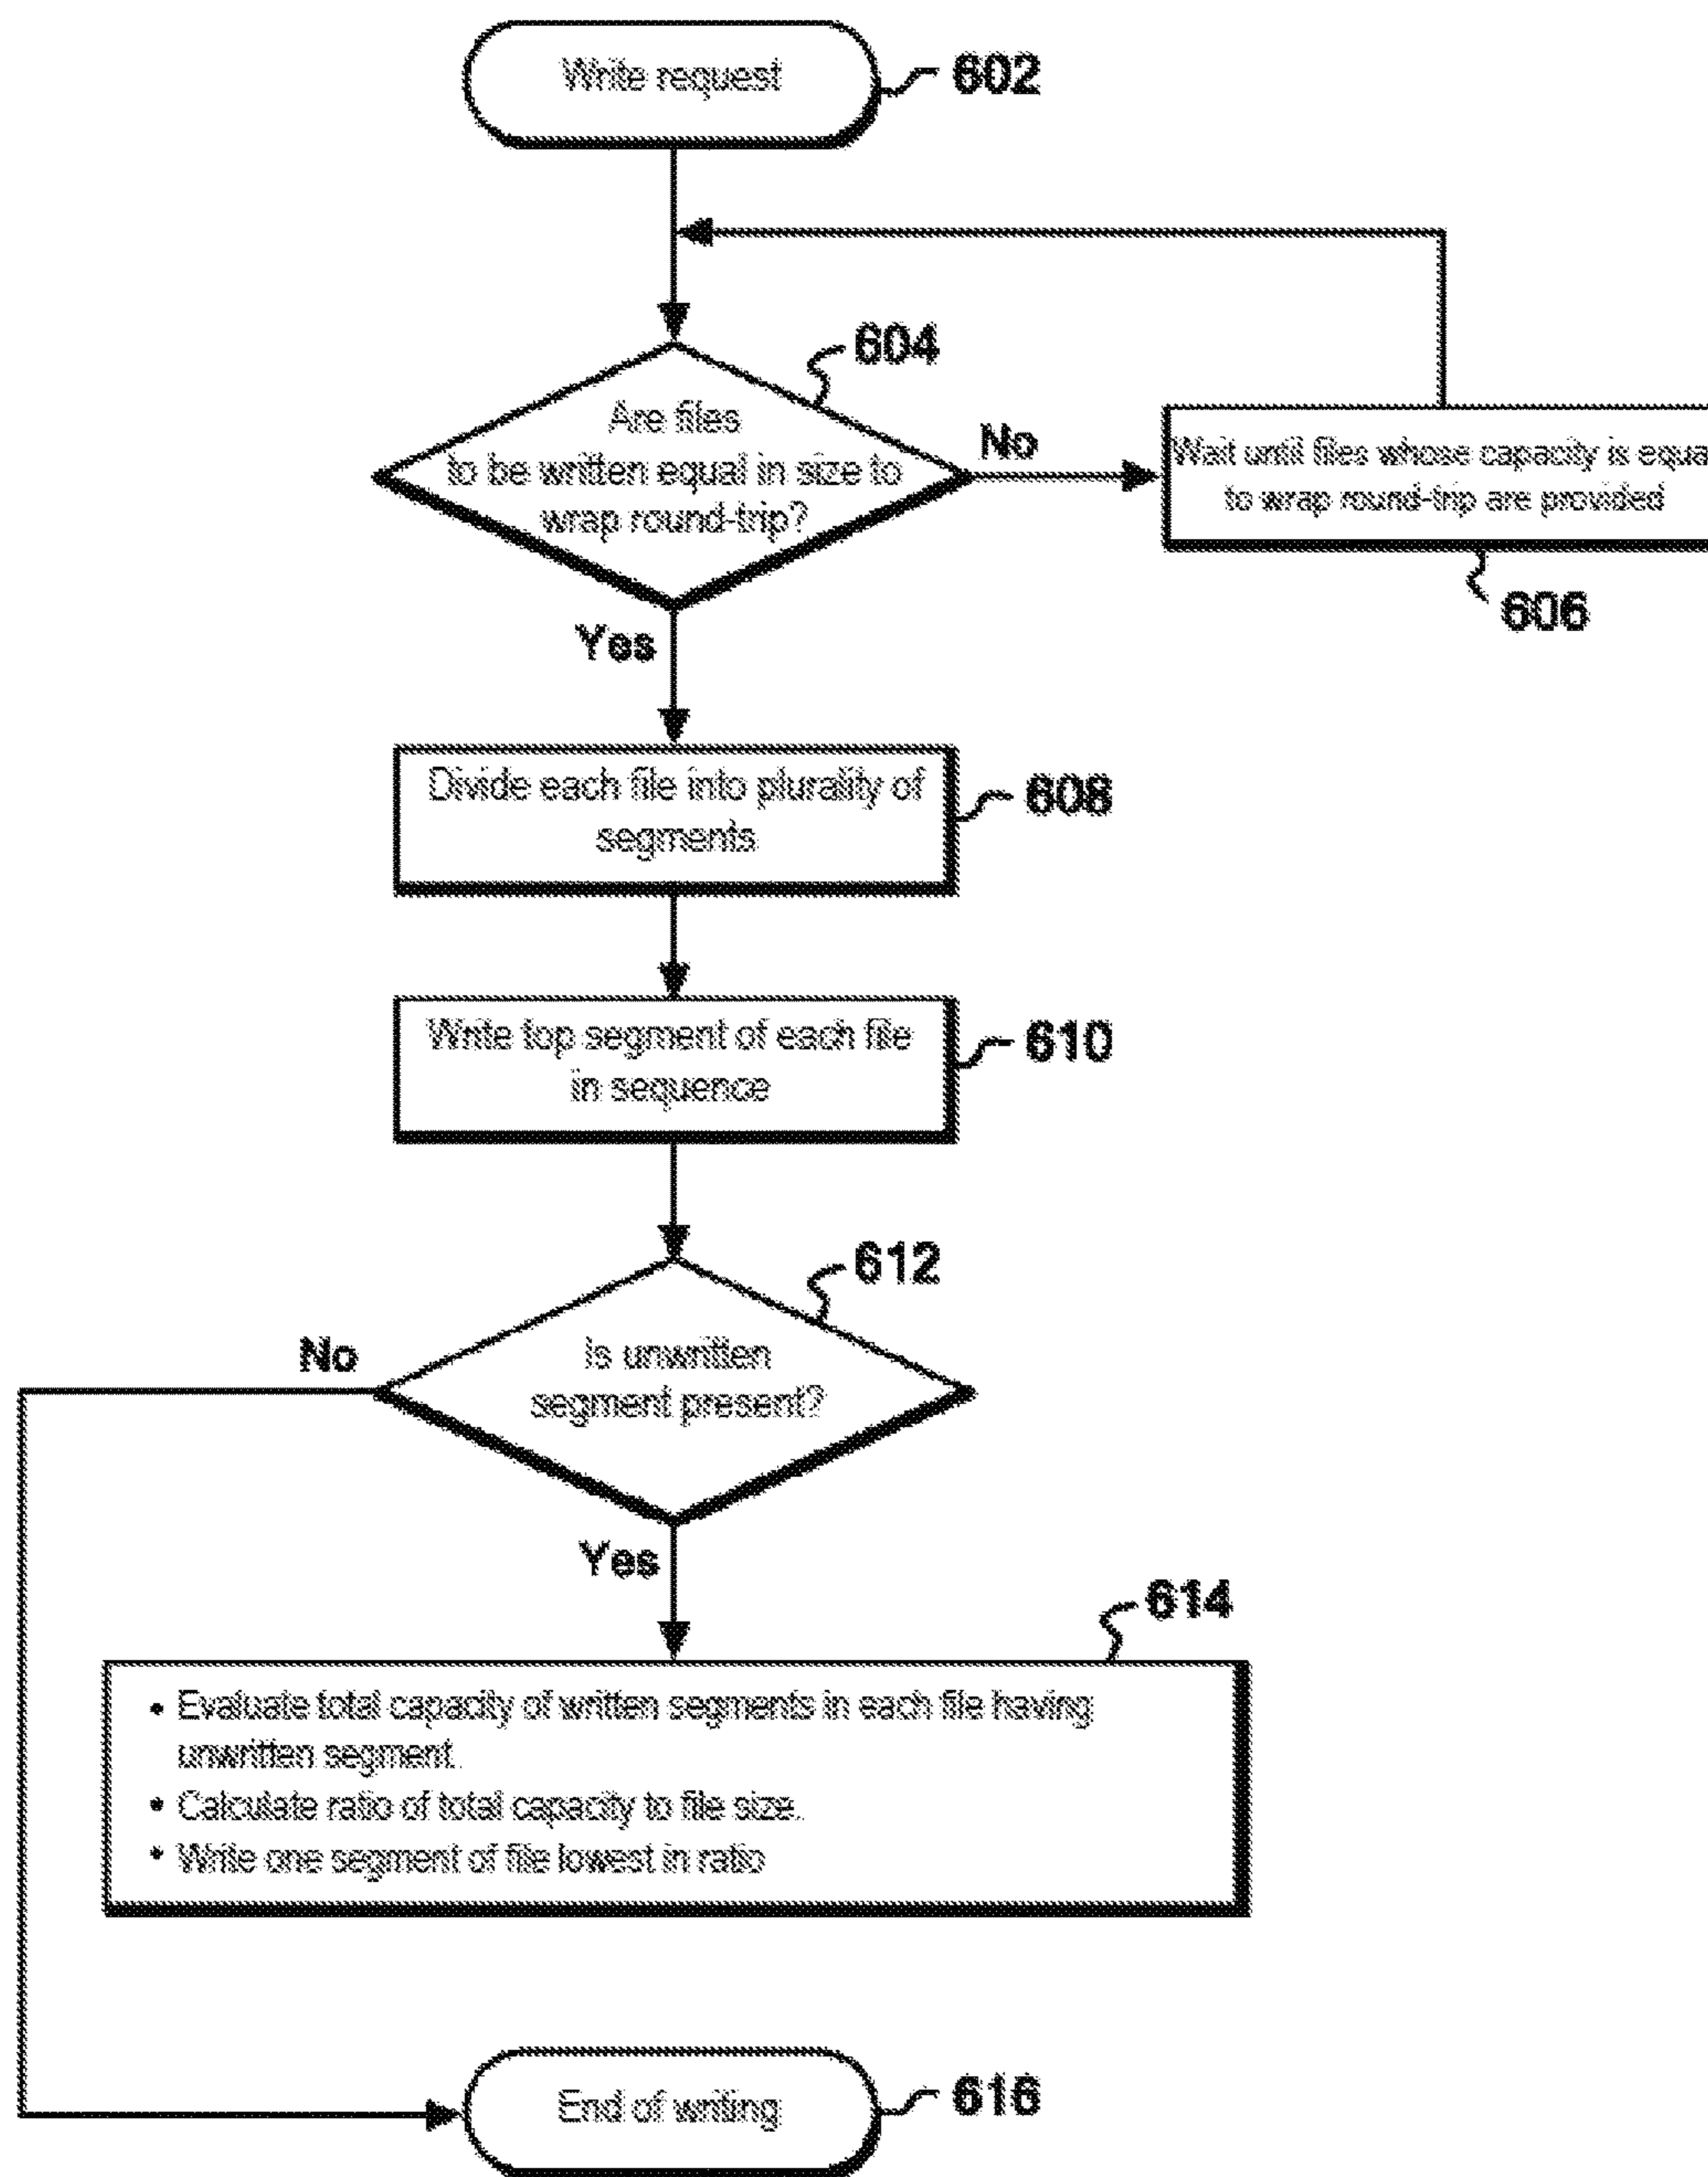 Write request
602
604
Are files
to be written equal in size to
wrap round-trip?
No
Wait until files whose capacity is equa
to wrap round-trip are provided
606
Yes
Divide each file into plurality of
segments
608
Write top segment of each file
in sequence
610
612
Is unwritten
segment present?
No
Yes
614
• Evaluate total capacity of written segments in each file having
unwritten segment.
• Calculate ratio of total capacity to file size.
• Write one segment of file lowest in ratio
End of writing
616